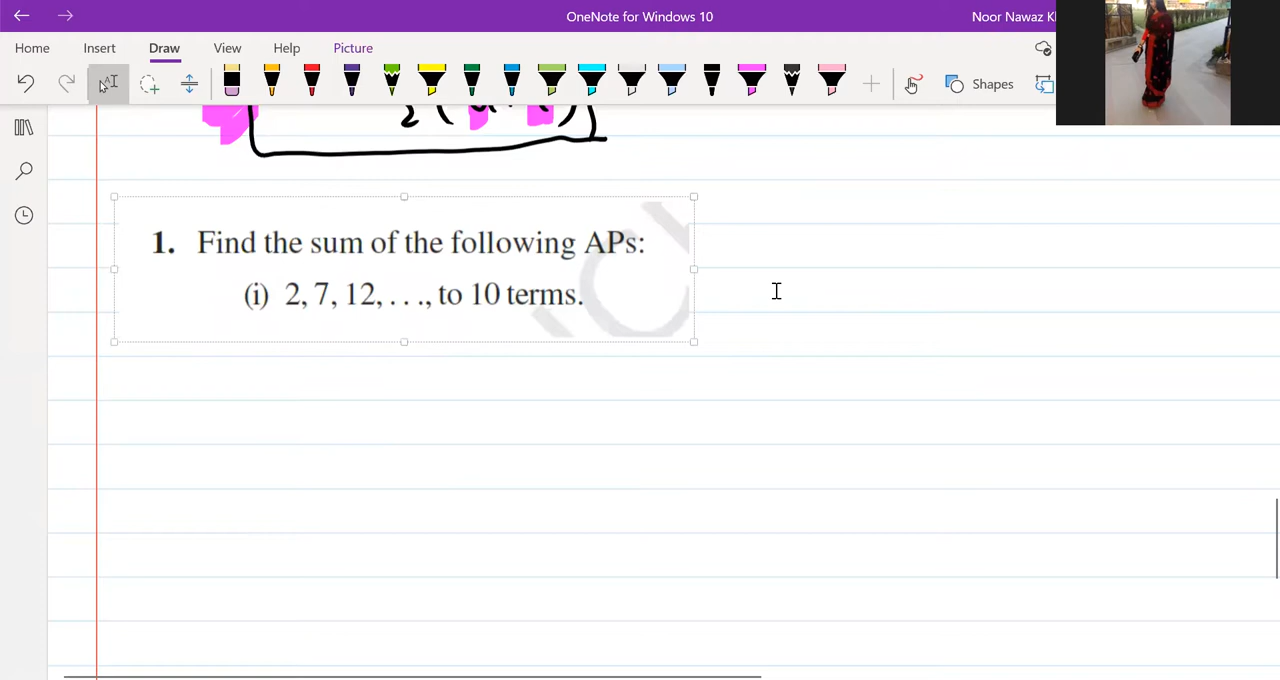 OneNote for Windows 10
Noor Nawaz
Home Insert Draw View Help Picture
Shapes
1. Find the sum of the following APs:
(i) 2, 7, 12, . . ., to 10 terms.